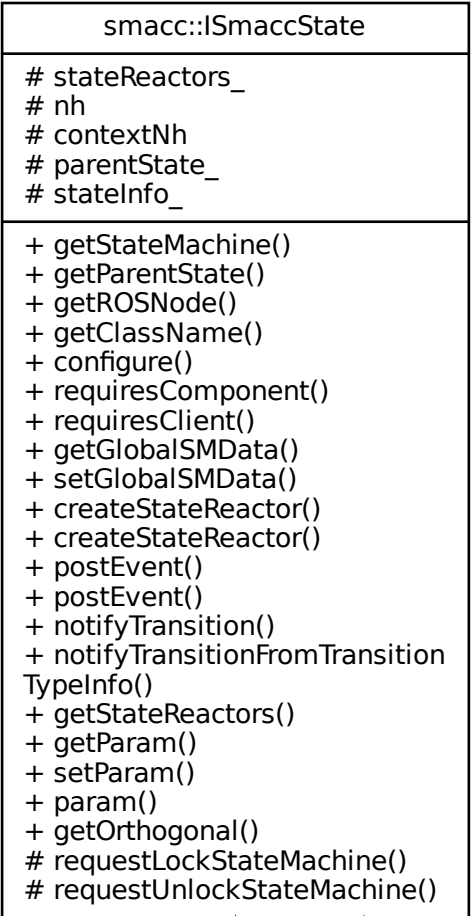 smacc::ISmaccState
# stateReactors_
# nh
# contextNh
# parentState_
# stateInfo_
+ getStateMachine()
+ getParentState()
+ getROSNode()
+ getClassName()
+ configure()
+ requiresComponent()
+ requiresClient()
+ getGlobalSMData()
+ setGlobalSMData()
+ createStateReactor()
+ createStateReactor()
+ postEvent()
+ postEvent()
+ notifyTransition()
+ notifyTransitionFromTransition
TypeInfo()
+ getStateReactors()
+ getParam()
+ setParam()
+ param()
+ getOrthogonal()
# requestLockStateMachine()
# requestUnlockStateMachine()